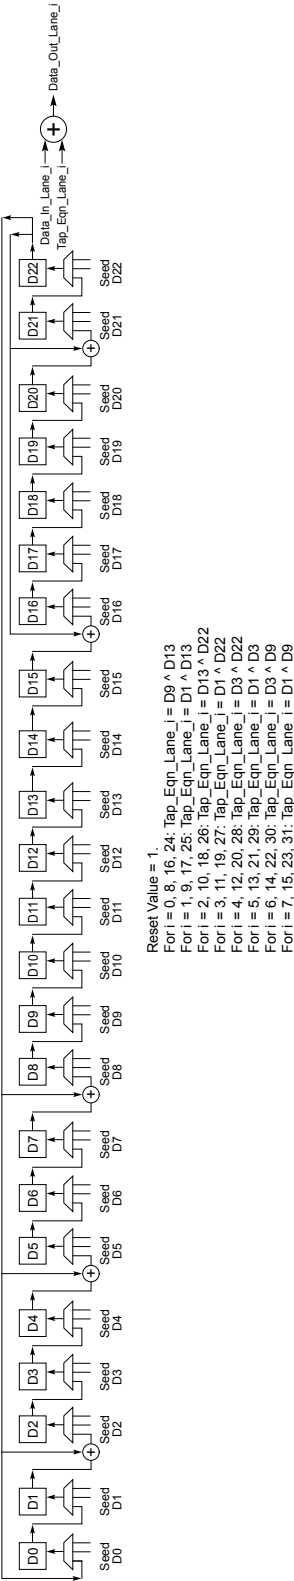 Data_Out_Lane_i
Data_In_Lane_i
Tap_Eqn_Lane_i
D0
D1
D2
D3
D4
D5
D6
D7
D8
D9
D10
D11
D12
D13
D14
D15
D16
D17
D18
D19
D20
D21
D22
Seed D0
Seed D1
Seed D2
Seed D3
Seed D4
Seed D5
Seed D6
Seed D7
Seed D8
Seed D9
Seed D10
Seed D11
Seed D12
Seed D13
Seed D14
Seed D15
Seed D16
Seed D17
Seed D18
Seed D19
Seed D20
Seed D21
Seed D22
Reset Value = 1.
For i = 0, 8, 16, 24: Tap_Eqn_Lane_i = D9 ^ D13
For i = 1, 9, 17, 25: Tap_Eqn_Lane_i = D1 ^ D13
For i = 2, 10, 18, 26: Tap_Eqn_Lane_i = D13 ^ D22
For i = 3, 11, 19, 27: Tap_Eqn_Lane_i = D1 ^ D22
For i = 4, 12, 20, 28: Tap_Eqn_Lane_i = D3 ^ D22
For i = 5, 13, 21, 29: Tap_Eqn_Lane_i = D1 ^ D3
For i = 6, 14, 22, 30: Tap_Eqn_Lane_i = D3 ^ D9
For i = 7, 15, 23, 31: Tap_Eqn_Lane_i = D1 ^ D9